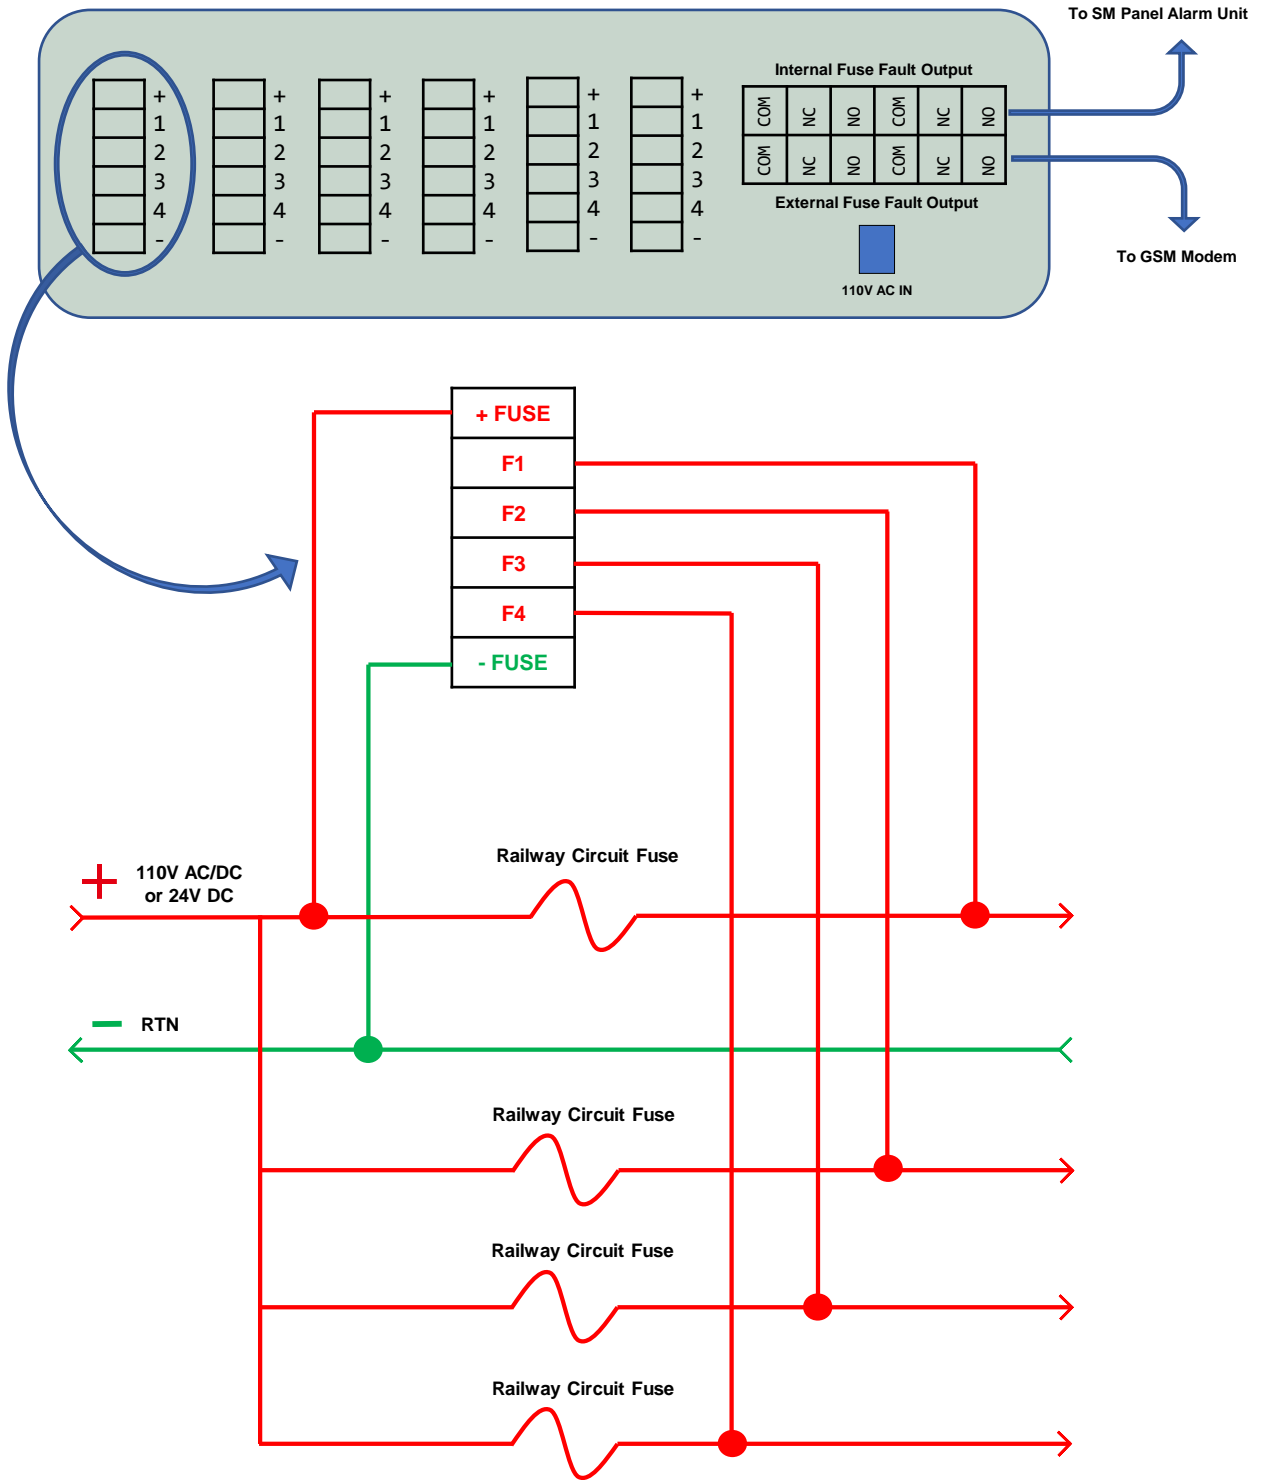 To SM Panel Alarm Unit
Internal Fuse Fault Output
+ + + + + +
1 1 1 1 1 1
2 2 2 2 2 2
3 3 3 3 3 3
4 4 4 4 4 4
- - - - - -
COM NC NO COM NC NO
COM NC NO COM NC NO
External Fuse Fault Output
To GSM Modem
110V AC IN
+ FUSE
F1
F2
F3
F4
- FUSE
Railway Circuit Fuse
110V AC/DC
or 24V DC
RTN
Railway Circuit Fuse
Railway Circuit Fuse
Railway Circuit Fuse